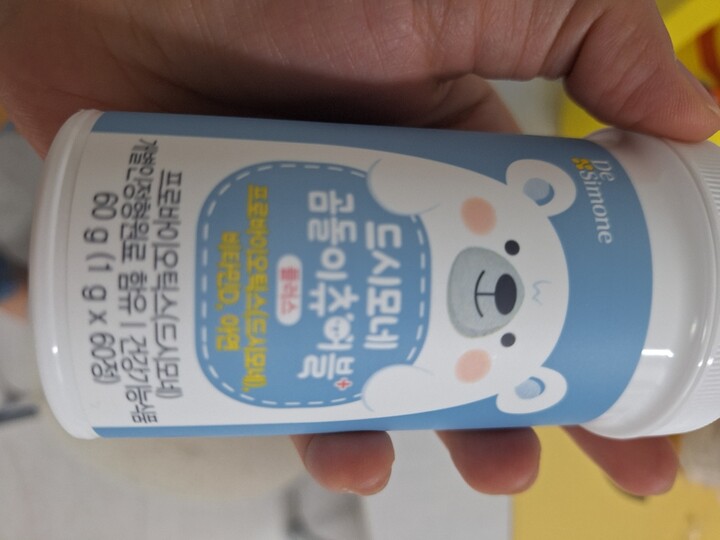 De
Simone
드시모네
곰돌이츄어블+
플러스
프로바이오틱스(드시모네),
비타민D, 아연
프로바이오틱스(드시모네)
개별인정형원료 함유 | 건강기능식품
60 g (1 g x 60정)